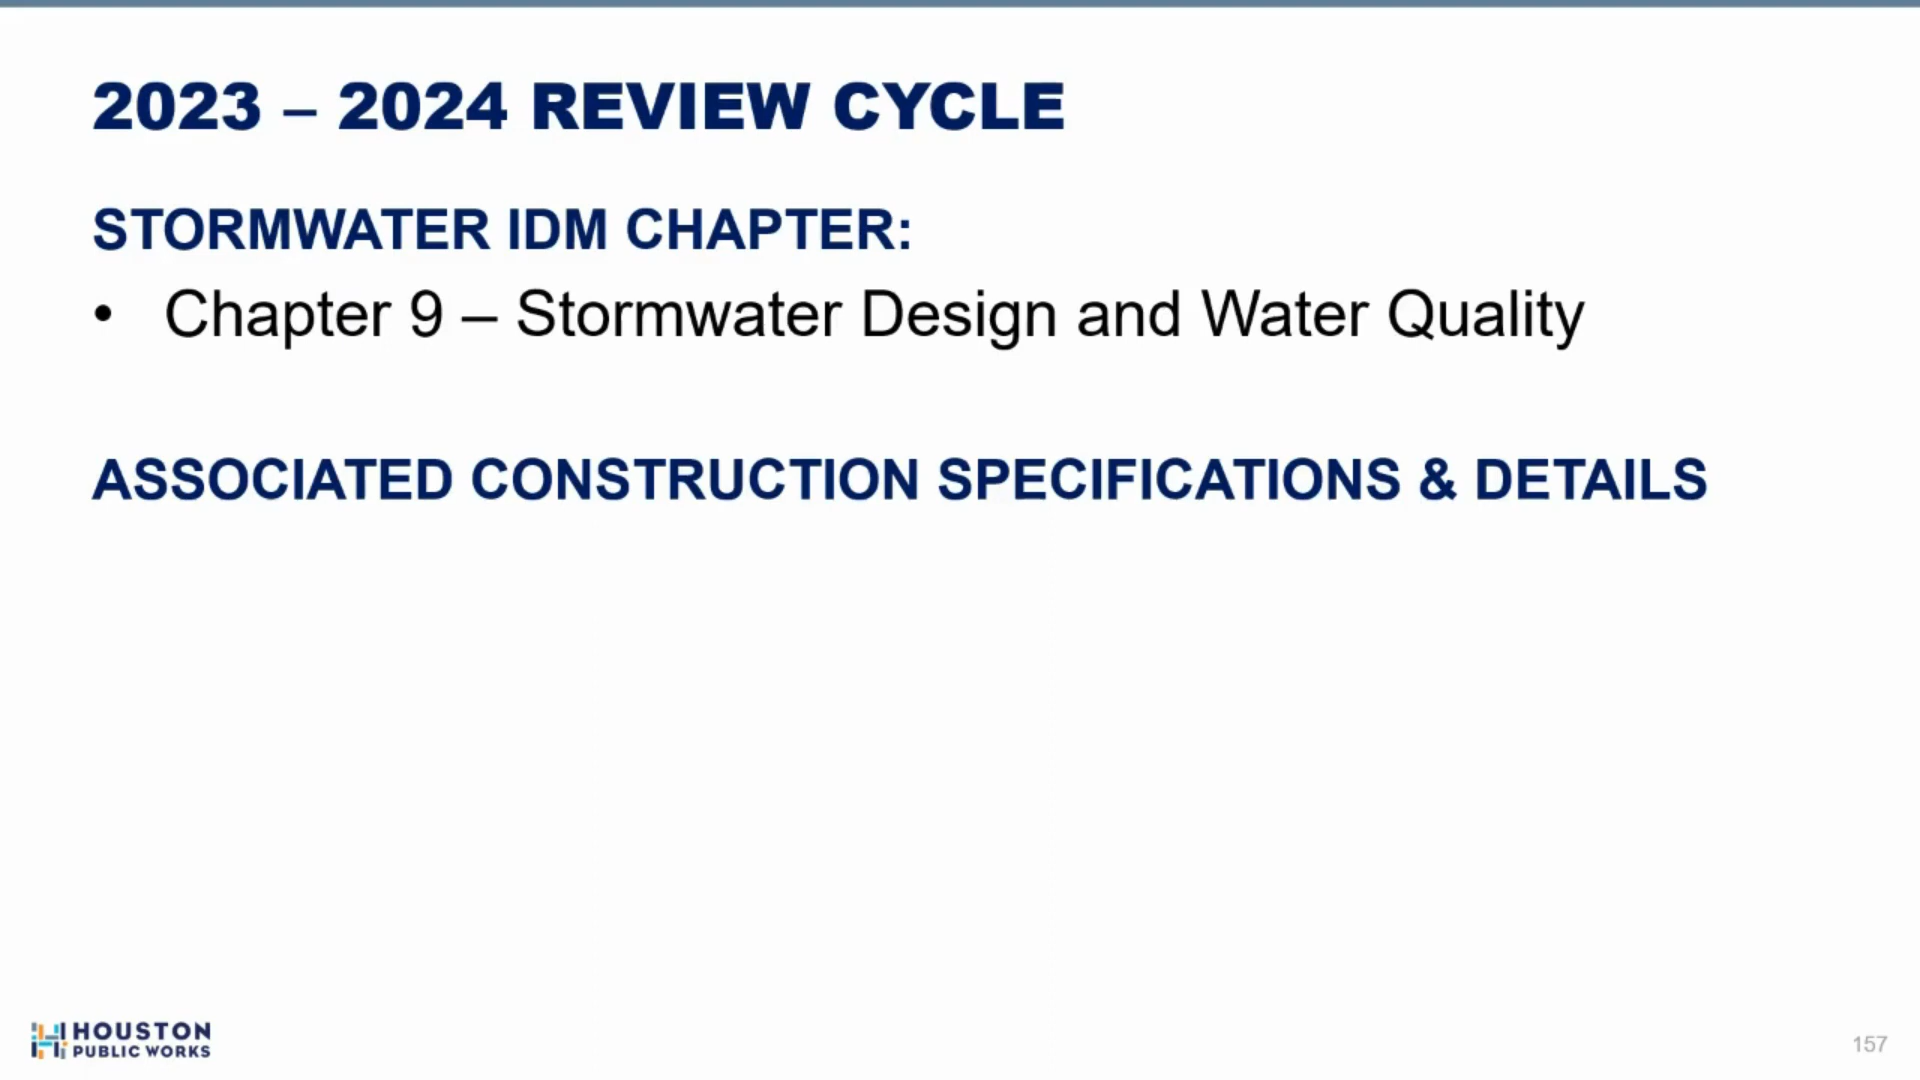 2023 – 2024 REVIEW CYCLE
STORMWATER IDM CHAPTER:
• Chapter 9 – Stormwater Design and Water Quality
ASSOCIATED CONSTRUCTION SPECIFICATIONS & DETAILS
HOUSTON
PUBLIC WORKS
157